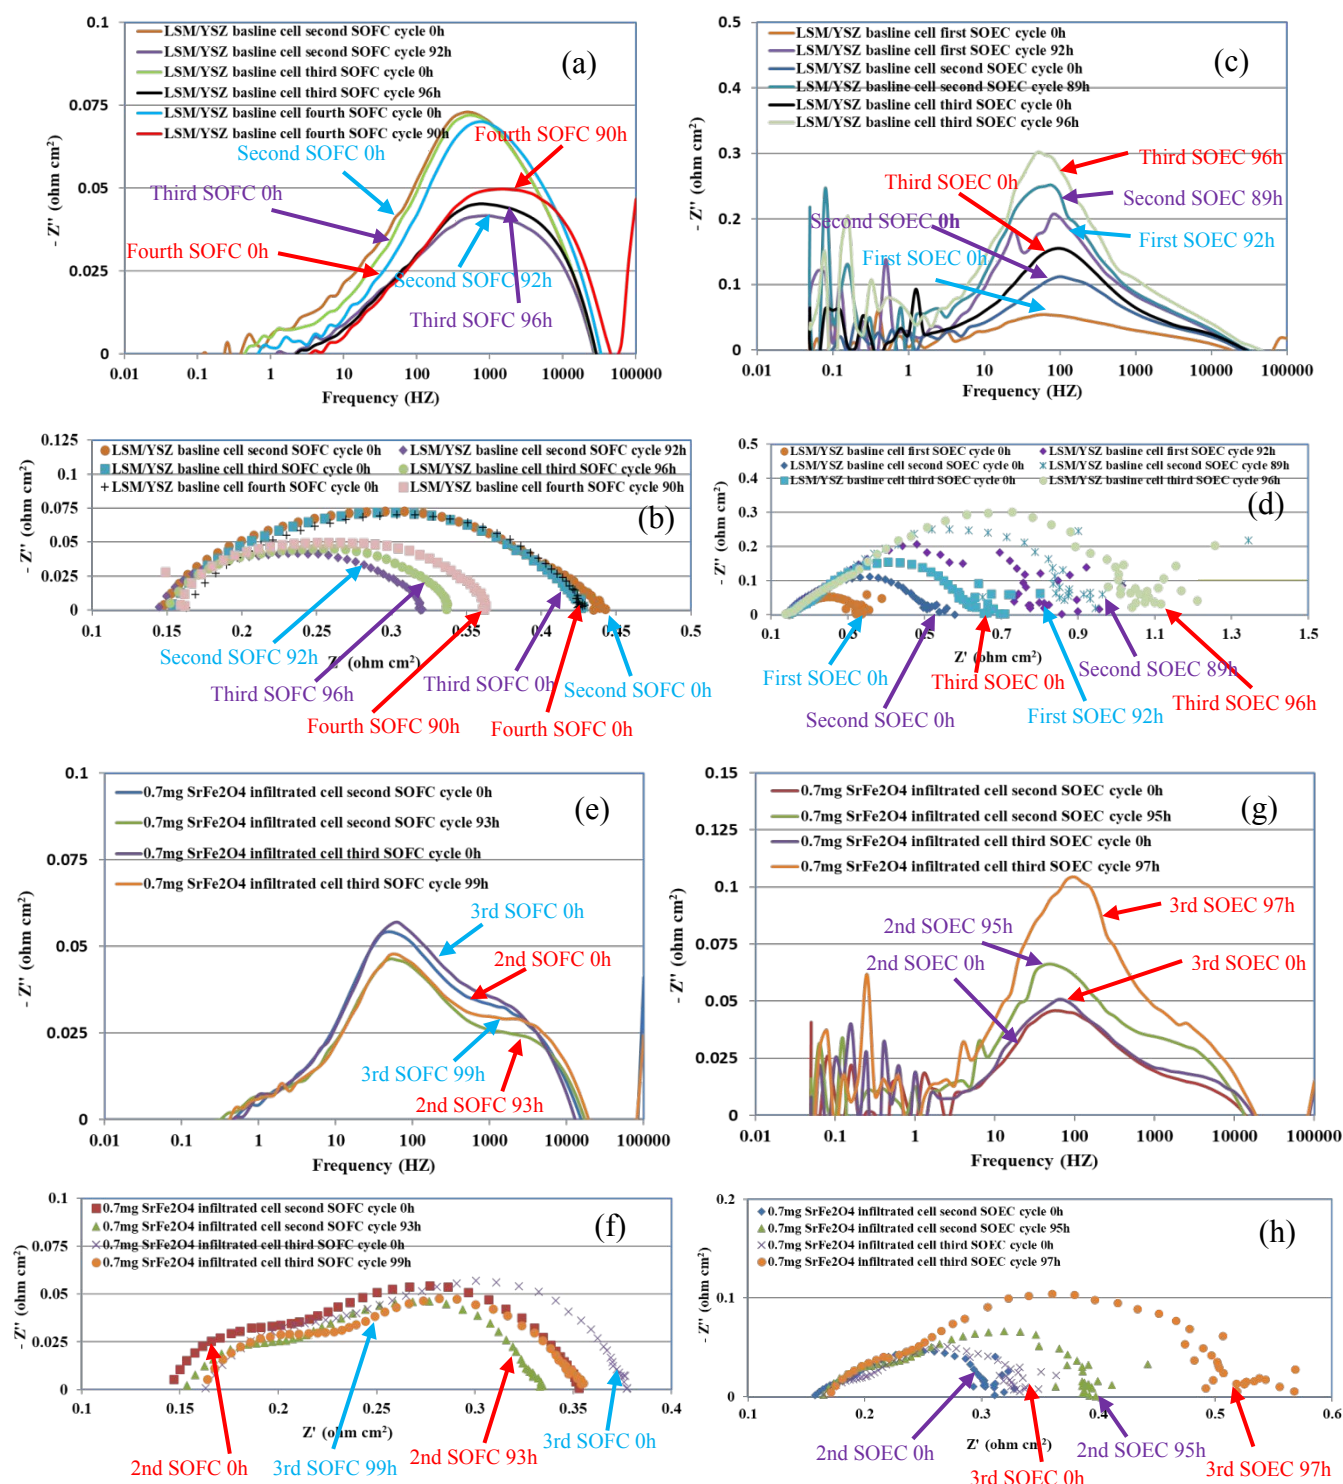 (a)
0.1
0.075
0.05
0.025
0
- Z'' (ohm cm2)
LSM/YSZ basline cell second SOFC cycle 0h
LSM/YSZ basline cell second SOFC cycle 92h
LSM/YSZ basline cell third SOFC cycle 0h
LSM/YSZ basline cell third SOFC cycle 96h
LSM/YSZ basline cell fourth SOFC cycle 0h
LSM/YSZ basline cell fourth SOFC cycle 90h
Fourth SOFC 90h
Second SOFC 0h
Third SOFC 0h
Fourth SOFC 0h
Second SOFC 92h
Third SOFC 96h
0.01 0.1 1 10 100 1000 10000 100000
Frequency (HZ)
(c)
0.5
0.4
0.3
0.2
0.1
0
- Z'' (ohm cm2)
LSM/YSZ basline cell first SOEC cycle 0h
LSM/YSZ basline cell first SOEC cycle 92h
LSM/YSZ basline cell second SOEC cycle 0h
LSM/YSZ basline cell second SOEC cycle 89h
LSM/YSZ basline cell third SOEC cycle 0h
LSM/YSZ basline cell third SOEC cycle 96h
Third SOEC 96h
Third SOEC 0h
Second SOEC 89h
Second SOEC 0h
First SOEC 92h
First SOEC 0h
0.01 0.1 1 10 100 1000 10000 100000
Frequency (HZ)
(b)
0.125
0.1
0.075
0.05
0.025
0
- Z'' (ohm cm2)
LSM/YSZ basline cell second SOFC cycle 0h
LSM/YSZ basline cell second SOFC cycle 92h
LSM/YSZ basline cell third SOFC cycle 0h
LSM/YSZ basline cell third SOFC cycle 96h
LSM/YSZ basline cell fourth SOFC cycle 0h
LSM/YSZ basline cell fourth SOFC cycle 90h
0.1 0.15 0.2 0.25 0.3 0.35 0.4 0.45 0.5
Z' (ohm cm2)
Second SOFC 92h
Third SOFC 96h
Third SOFC 0h
Second SOFC 0h
Fourth SOFC 90h
Fourth SOFC 0h
(d)
0.5
0.4
0.3
0.2
0.1
0
- Z'' (ohm cm2)
LSM/YSZ basline cell first SOEC cycle 0h
LSM/YSZ basline cell first SOEC cycle 92h
LSM/YSZ basline cell second SOEC cycle 0h
LSM/YSZ basline cell second SOEC cycle 89h
LSM/YSZ basline cell third SOEC cycle 0h
LSM/YSZ basline cell third SOEC cycle 96h
0.1 0.3 0.5 0.7 0.9 1.1 1.3 1.5
Z' (ohm cm2)
First SOEC 0h
Third SOEC 0h
Second SOEC 89h
Second SOEC 0h
First SOEC 92h
Third SOEC 96h
(e)
0.1
0.075
0.05
0.025
0
- Z'' (ohm cm2)
0.7mg SrFe2O4 infiltrated cell second SOFC cycle 0h
0.7mg SrFe2O4 infiltrated cell second SOFC cycle 93h
0.7mg SrFe2O4 infiltrated cell third SOFC cycle 0h
0.7mg SrFe2O4 infiltrated cell third SOFC cycle 99h
3rd SOFC 0h
2nd SOFC 0h
3rd SOFC 99h
2nd SOFC 93h
0.01 0.1 1 10 100 1000 10000 100000
Frequency (HZ)
(g)
0.15
0.125
0.1
0.075
0.05
0.025
0
- Z'' (ohm cm2)
0.7mg SrFe2O4 infiltrated cell second SOEC cycle 0h
0.7mg SrFe2O4 infiltrated cell second SOEC cycle 95h
0.7mg SrFe2O4 infiltrated cell third SOEC cycle 0h
0.7mg SrFe2O4 infiltrated cell third SOEC cycle 97h
3rd SOEC 97h
2nd SOEC 95h
2nd SOEC 0h
3rd SOEC 0h
0.01 0.1 1 10 100 1000 10000 100000
Frequency (HZ)
(f)
0.1
0.075
0.05
0.025
0
- Z'' (ohm cm2)
0.7mg SrFe2O4 infiltrated cell second SOFC cycle 0h
0.7mg SrFe2O4 infiltrated cell second SOFC cycle 93h
0.7mg SrFe2O4 infiltrated cell third SOFC cycle 0h
0.7mg SrFe2O4 infiltrated cell third SOFC cycle 99h
0.1 0.15 0.2 0.25 0.3 0.35 0.4
Z' (ohm cm2)
2nd SOFC 0h
3rd SOFC 99h
2nd SOFC 93h
3rd SOFC 0h
(h)
0.2
0.1
0
- Z'' (ohm cm2)
0.7mg SrFe2O4 infiltrated cell second SOEC cycle 0h
0.7mg SrFe2O4 infiltrated cell second SOEC cycle 95h
0.7mg SrFe2O4 infiltrated cell third SOEC cycle 0h
0.7mg SrFe2O4 infiltrated cell third SOEC cycle 97h
0.1 0.2 0.3 0.4 0.5 0.6
Z' (ohm cm2)
2nd SOEC 0h
3rd SOEC 0h
2nd SOEC 95h
3rd SOEC 97h